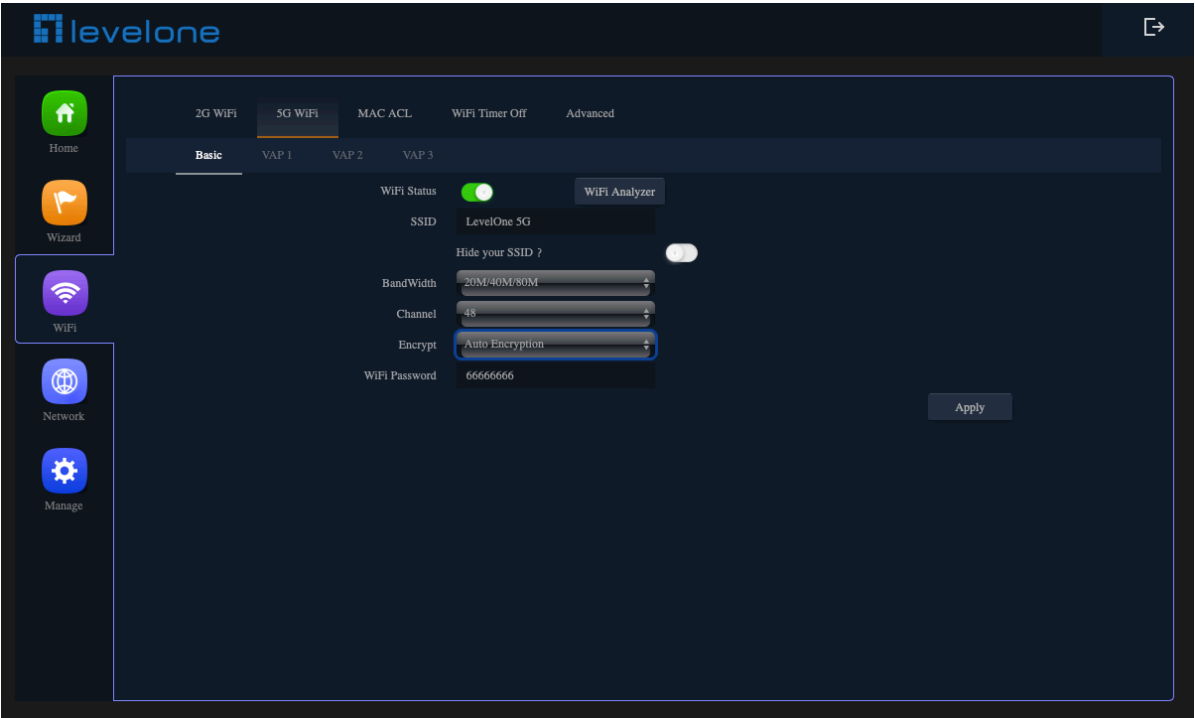 levelone
2G WiFi 5G WiFi MAC ACL WiFi Timer Off Advanced
Basic VAP 1 VAP 2 VAP 3
Home
WiFi Status WiFi Analyzer
SSID LevelOne 5G
Wizard
Hide your SSID ?
BandWidth 20M/40M/80M
Channel 48
WiFi
Encrypt Auto Encryption
WiFi Password 66666666
Apply
Network
Manage